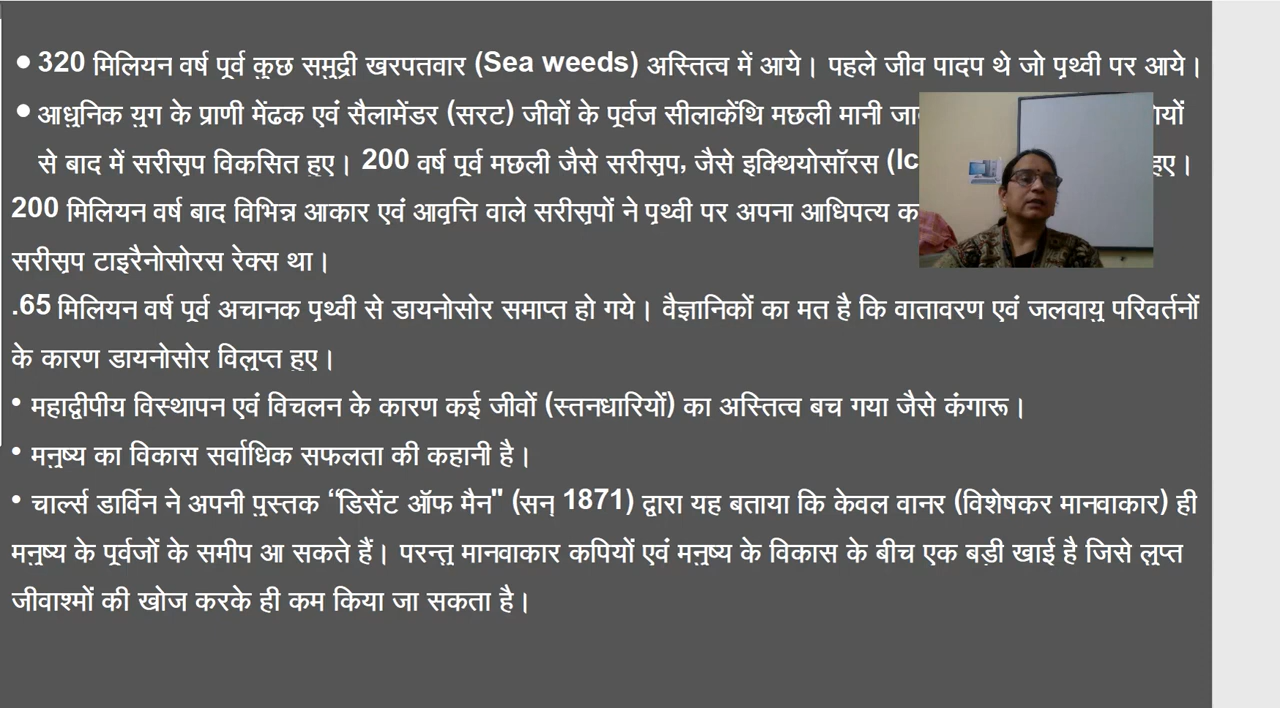 • 320 मिलियन वर्ष पूर्व कुछ समुद्री खरपतवार (Sea weeds) अस्तित्व में आये। पहले जीव पादप थे जो पृथ्वी पर आये।
• आधुनिक युग के प्राणी मेंढक एवं सैलामेंडर (सरट) जीवों के पूर्वज सीलाकेंथि मछली मानी
से बाद में सरीसृप विकसित हुए। 200 वर्ष पूर्व मछली जैसे सरीसृप, जैसे इक्थियोसॉरस हुए।
200 मिलियन वर्ष बाद विभिन्न आकार एवं आवृत्ति वाले सरीसृपों ने पृथ्वी पर अपना आधिपत्य
सरीसृप टाइरैनोसोरस रेक्स था।
.65 मिलियन वर्ष पूर्व अचानक पृथ्वी से डायनोसोर समाप्त हो गये। वैज्ञानिकों का मत है कि वातावरण एवं जलवायु परिवर्तनों
के कारण डायनोसोर विलुप्त हुए।
• महाद्वीपीय विस्थापन एवं विचलन के कारण कई जीवों (स्तनधारियों) का अस्तित्व बच गया जैसे कंगारू।
• मनुष्य का विकास सर्वाधिक सफलता की कहानी है।
• चार्ल्स डार्विन ने अपनी पुस्तक “डिसेंट ऑफ मैन" (सन् 1871) द्वारा यह बताया कि केवल वानर (विशेषकर मानवाकार) ही
मनुष्य के पूर्वजों के समीप आ सकते हैं। परन्तु मानवाकार कपियों एवं मनुष्य के विकास के बीच एक बड़ी खाई है जिसे लुप्त
जीवाश्मों की खोज करके ही कम किया जा सकता है।